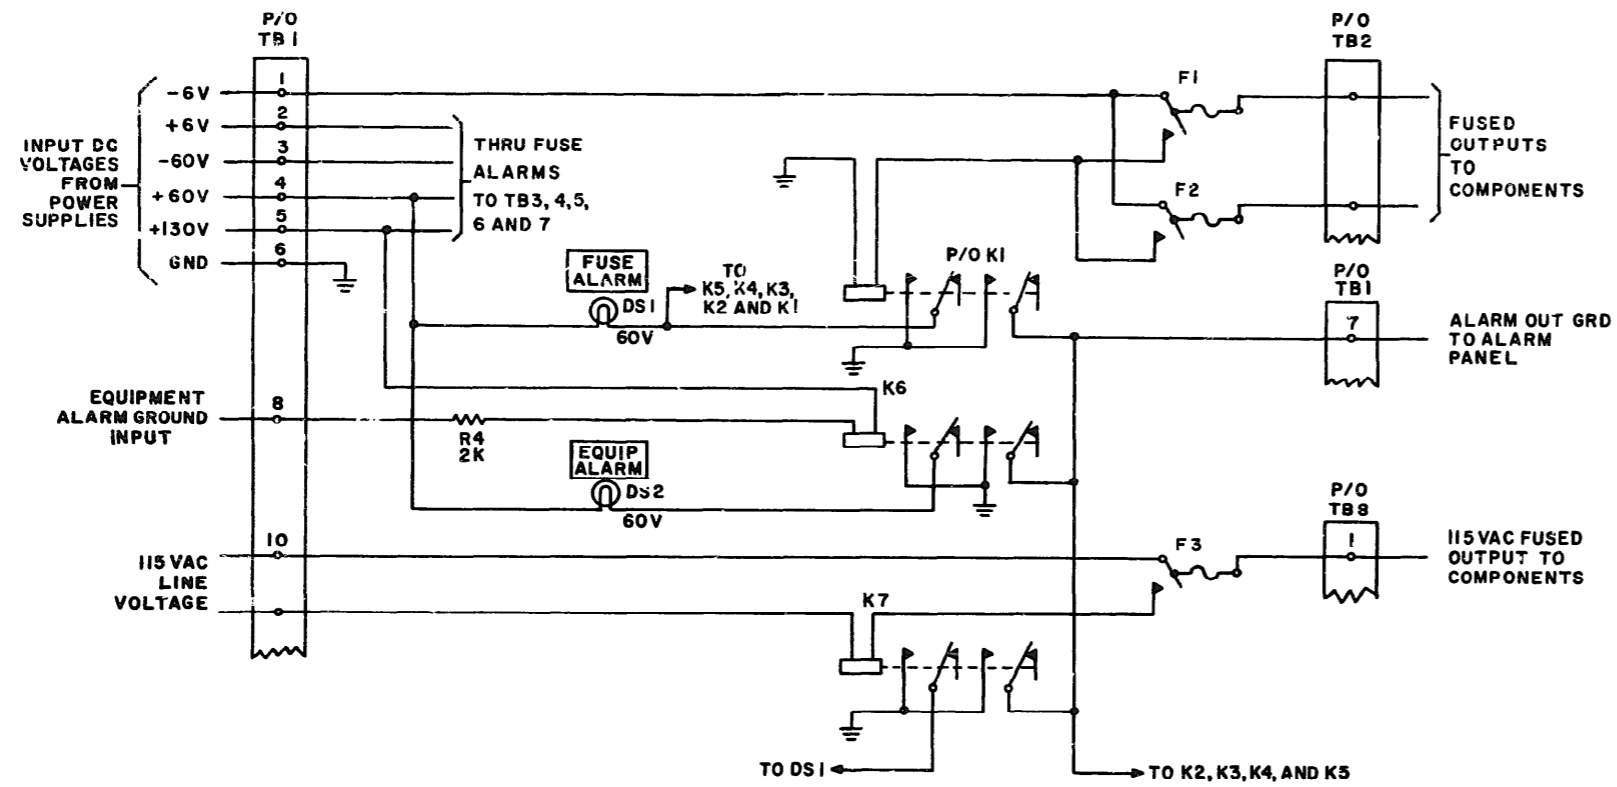 P/O
TB1
P/O
TB2
1
-6V
2
+6V
3
-60V
4
+60V
5
+130V
6
GND
INPUT DC
VOLTAGES
FROM
POWER
SUPPLIES
THRU FUSE
ALARMS
TO TB3, 4, 5,
6 AND 7
F1
F2
FUSED
OUTPUTS
TO
COMPONENTS
FUSE
ALARM
DS1
60V
TO
K5, K4, K3,
K2 AND K1
P/O K1
P/O
TB1
7
ALARM OUT GRD
TO ALARM
PANEL
EQUIPMENT
ALARM GROUND
INPUT
8
R4
2K
K6
EQUIP
ALARM
DS2
60V
115 VAC
LINE
VOLTAGE
10
F3
P/O
TB8
1
115 VAC FUSED
OUTPUT TO
COMPONENTS
K7
TO DS1
TO K2, K3, K4, AND K5